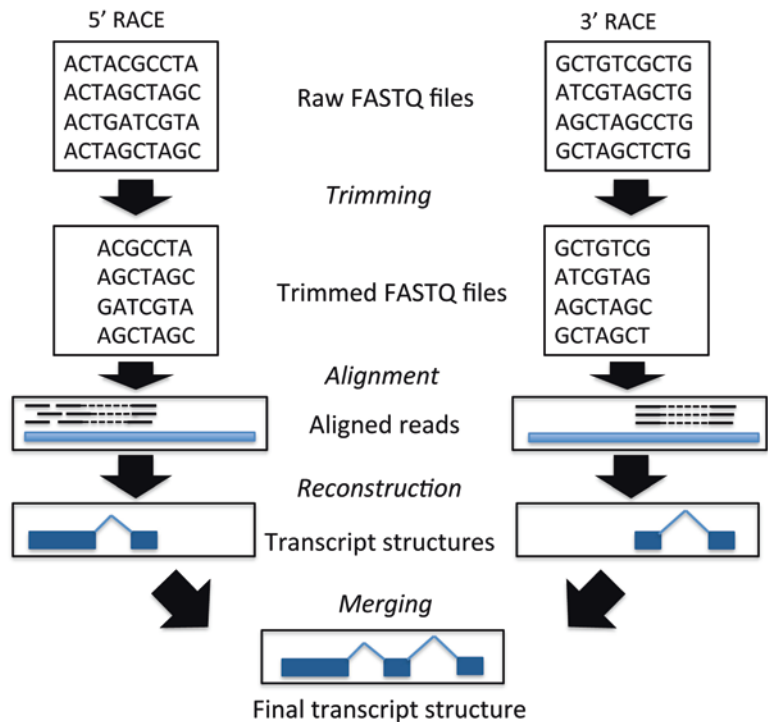 5’ RACE
3’ RACE
ACTACGCCTA
ACTAGCTAGC
ACTGATCGTA
ACTAGCTAGC
Raw FASTQ files
GCTGTCGCTG
ATCGTAGCTG
AGCTAGCCTG
GCTAGCTCTG
Trimming
ACGCCTA
AGCTAGC
GATCGTA
AGCTAGC
Trimmed FASTQ files
GCTGTCG
ATCGTAG
AGCTAGC
GCTAGCT
Alignment
Aligned reads
Reconstruction
Transcript structures
Merging
Final transcript structure